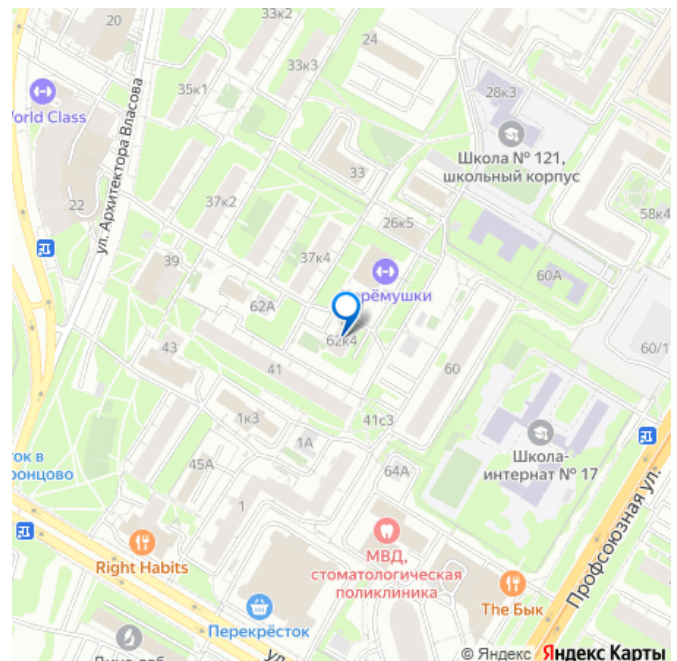 20
33к2
24
33к3
35к1
28к3
World Class
ул. Архитектора Власова
Школа № 121,
школьный корпус
33
22
37к2
58к4
26к5
37к4
39
60А
Черёмушки
62А
62к4
43
60/1
41
60
1к3
41с3
1А
Школа-
интернат № 17
45А
64А
1
Профсоюзная ул.
Right Habits
МВД,
стоматологическая
поликлиника
The Бык
Перекрёсток
© Яндекс Яндекс Карты